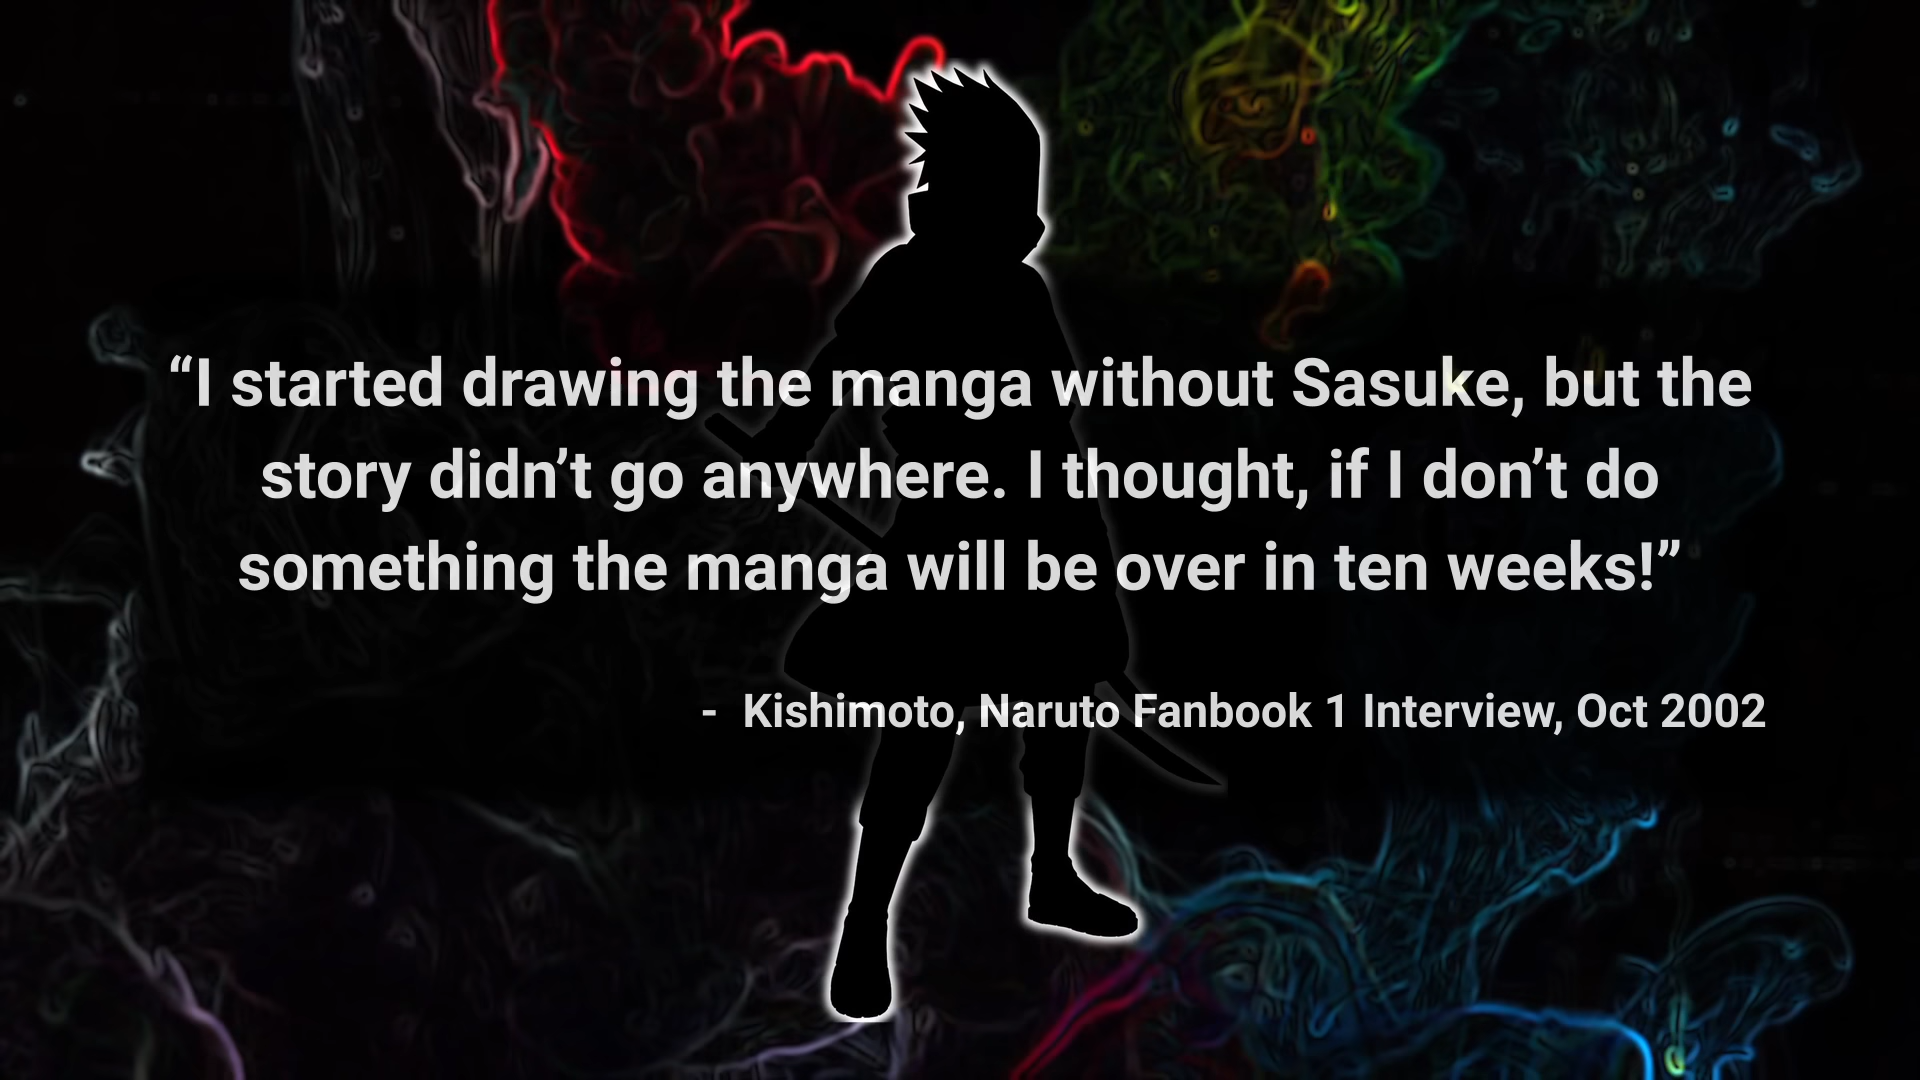 “I started drawing the manga without Sasuke, but the
story didn’t go anywhere. I thought, if I don’t do
something the manga will be over in ten weeks!”
- Kishimoto, Naruto Fanbook 1 Interview, Oct 2002